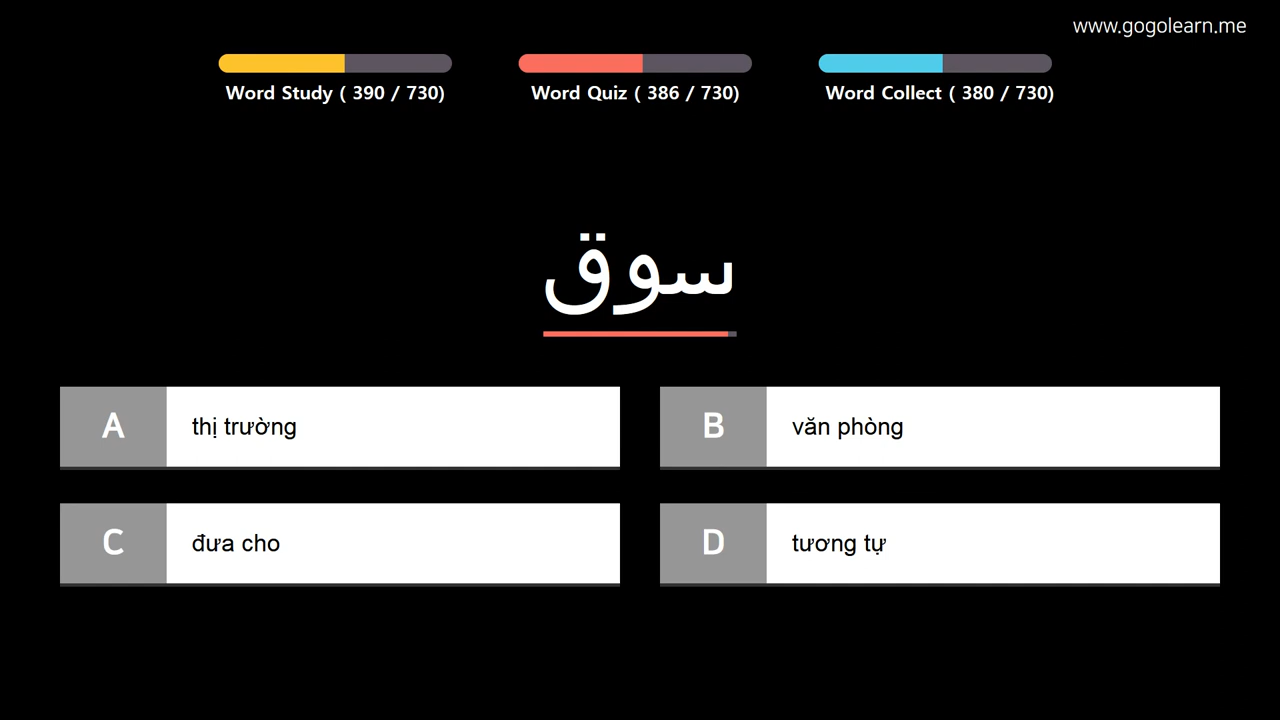 www.gogolearn.me
Word Study ( 390 / 730)
Word Quiz ( 386 / 730)
Word Collect ( 380 / 730)
سوق
A
thị trường
B
văn phòng
C
đưa cho
D
tương tự